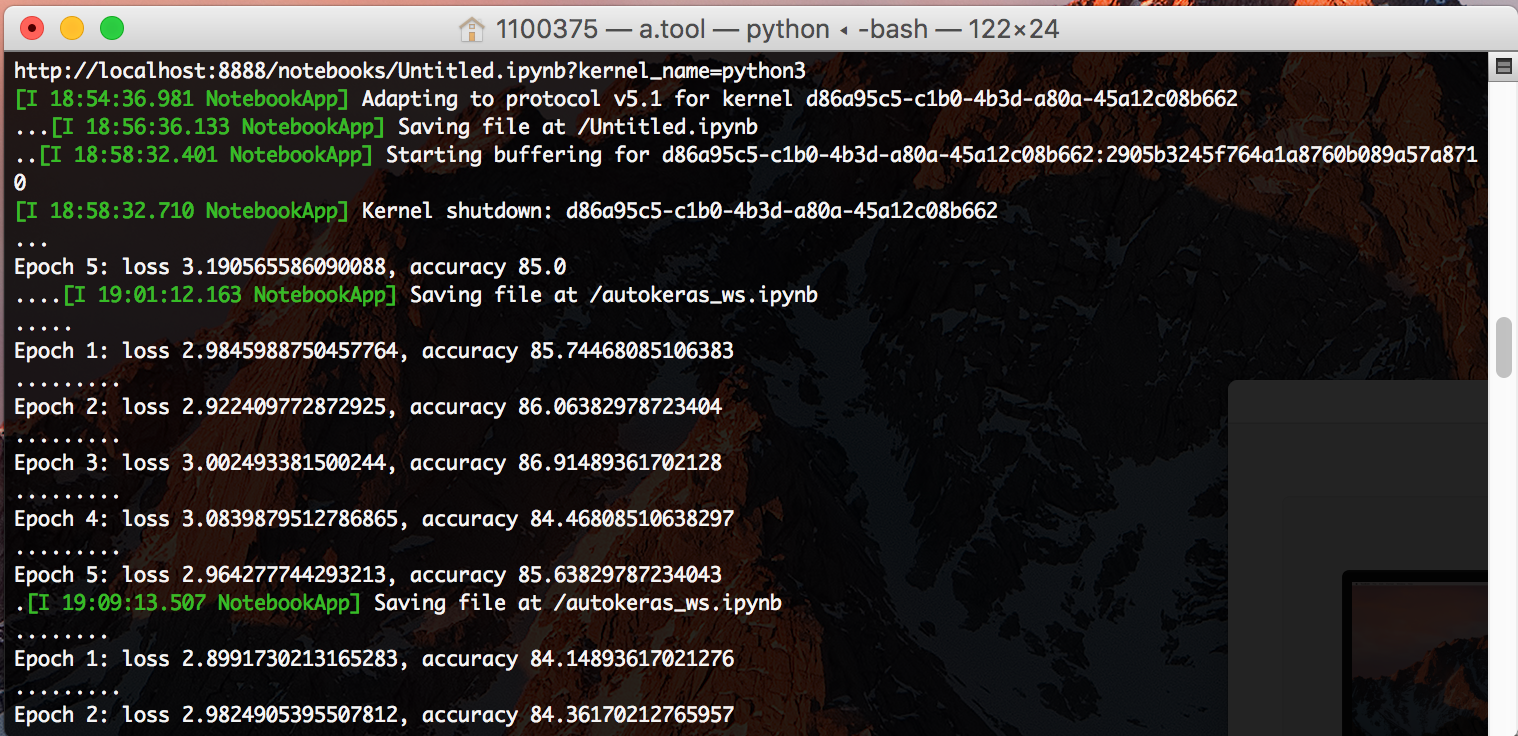 1100375 — a.tool — python ◂ -bash — 122×24
http://localhost:8888/notebooks/Untitled.ipynb?kernel_name=python3
[I 18:54:36.981 NotebookApp] Adapting to protocol v5.1 for kernel d86a95c5-c1b0-4b3d-a80a-45a12c08b662
...[I 18:56:36.133 NotebookApp] Saving file at /Untitled.ipynb
..[I 18:58:32.401 NotebookApp] Starting buffering for d86a95c5-c1b0-4b3d-a80a-45a12c08b662:2905b3245f764a1a8760b089a57a871
0
[I 18:58:32.710 NotebookApp] Kernel shutdown: d86a95c5-c1b0-4b3d-a80a-45a12c08b662
...
Epoch 5: loss 3.190565586090088, accuracy 85.0
....[I 19:01:12.163 NotebookApp] Saving file at /autokeras_ws.ipynb
.....
Epoch 1: loss 2.9845988750457764, accuracy 85.74468085106383
.........
Epoch 2: loss 2.922409772872925, accuracy 86.06382978723404
.........
Epoch 3: loss 3.002493381500244, accuracy 86.91489361702128
.........
Epoch 4: loss 3.0839879512786865, accuracy 84.46808510638297
.........
Epoch 5: loss 2.964277744293213, accuracy 85.63829787234043
.[I 19:09:13.507 NotebookApp] Saving file at /autokeras_ws.ipynb
........
Epoch 1: loss 2.8991730213165283, accuracy 84.14893617021276
.........
Epoch 2: loss 2.9824905395507812, accuracy 84.36170212765957